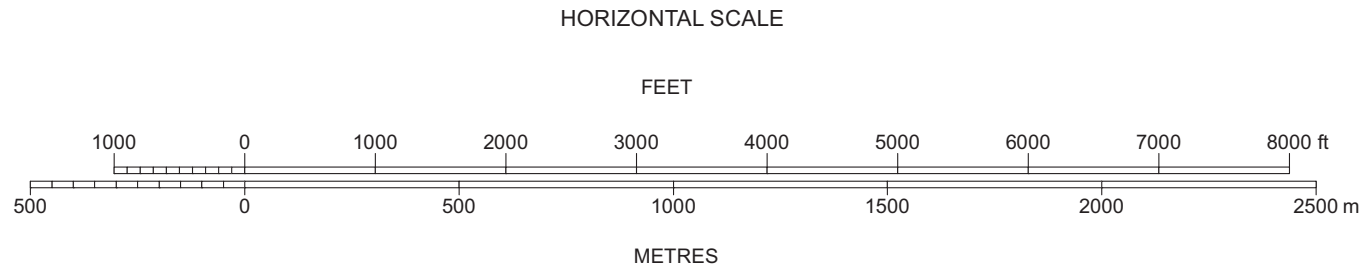 HORIZONTAL SCALE
FEET
1000 0 1000 2000 3000 4000 5000 6000 7000 8000 ft
500 0 500 1000 1500 2000 2500 m
METRES